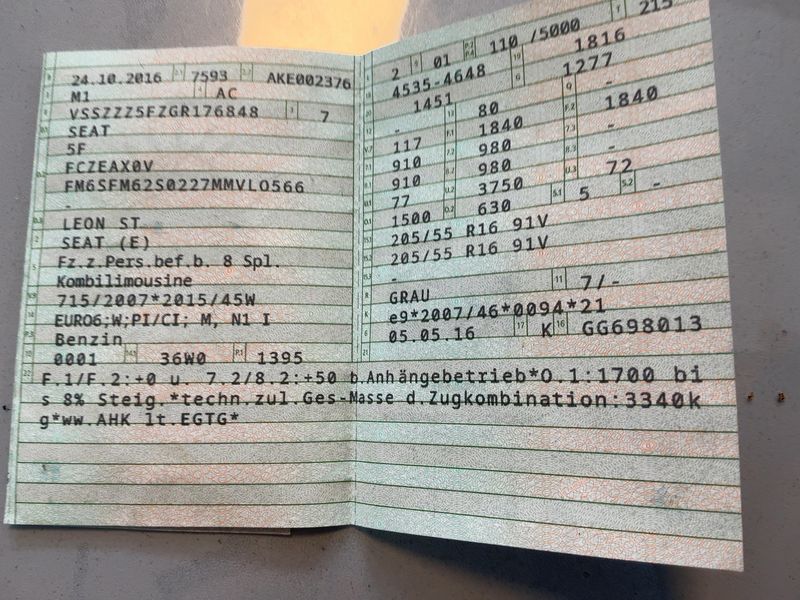 24.10.2016 7593 AKE002376
M1 AC
VSSZZZ5FZGR176848 7
SEAT
5F
FCZEAX0V
FM6SFM62S0227MMVLO566
-
LEON ST
SEAT (E)
Fz.z.Pers.bef.b. 8 Spl.
Kombilimousine
715/2007*2015/45W
EURO6;W;PI/CI; M, N1 I
Benzin
0001 36W0 1395
2 01 110 /5000 215
4535-4648 1816
1451 1277
- 80 -
117 1840 1840
910 980 -
910 980 -
77 3750 72
1500 630 5 -
205/55 R16 91V
205/55 R16 91V
-
GRAU 7/-
e9*2007/46*0094*21
05.05.16 K GG698013
F.1/F.2:+0 u. 7.2/8.2:+50 b.Anhängebetrieb*O.1:1700 bi
s 8% Steig.*techn.zul.Ges-Masse d.Zugkombination:3340k
g*ww.AHK lt.EGTG*